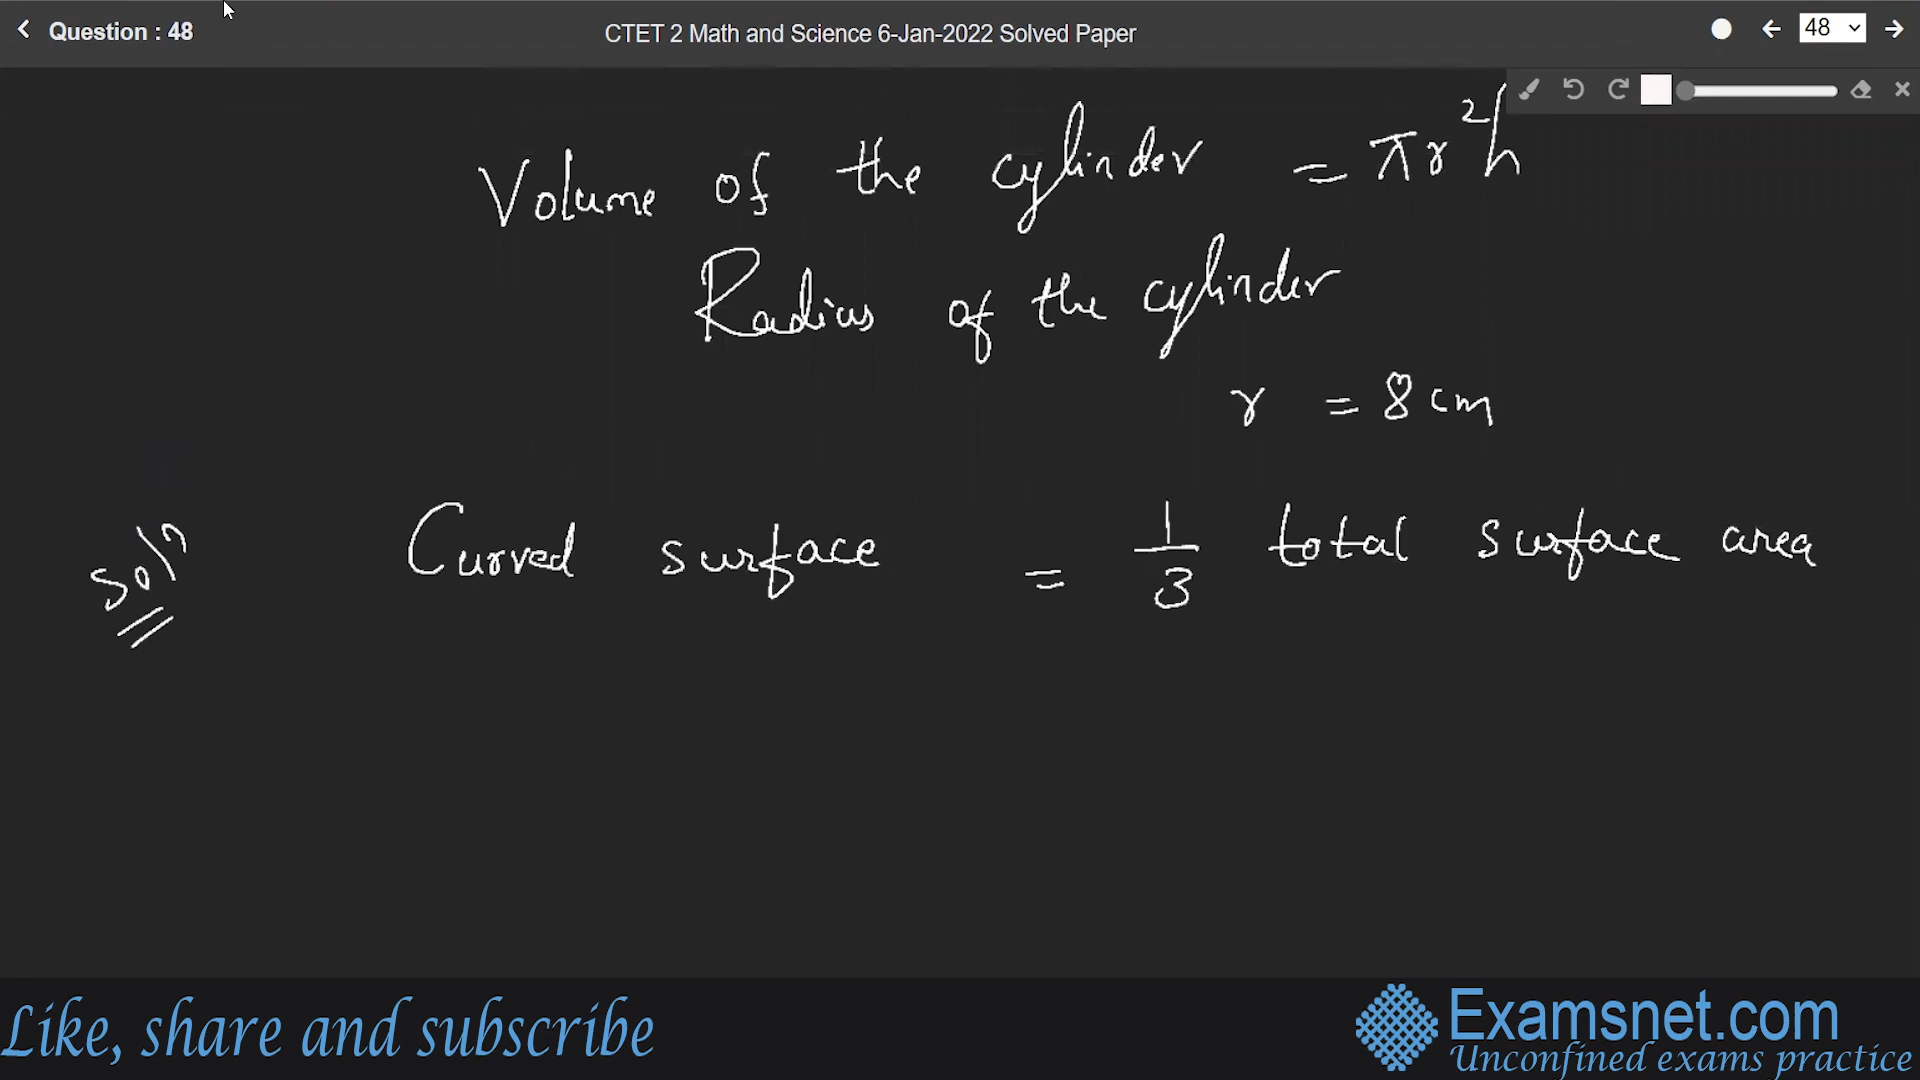 Question : 48
CTET 2 Math and Science 6-Jan-2022 Solved Paper
48
Volume of the cylinder = πr²h
Radius of the cylinder
r = 8 cm
Solⁿ
Curved surface = 1/3 total surface area
Like, share and subscribe
Examsnet.com
Unconfined exams practice